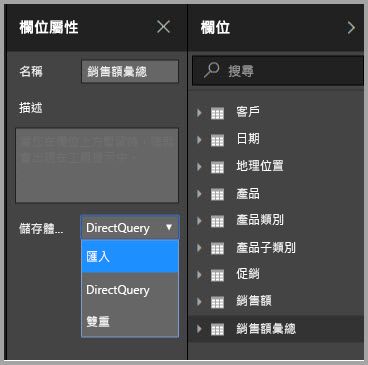 欄位屬性
名稱 銷售額彙總
描述
儲存體...
DirectQuery
匯入
DirectQuery
雙重
欄位
搜尋
客戶
日期
地理位置
產品
產品類別
產品子類別
促銷
銷售額
銷售額彙總